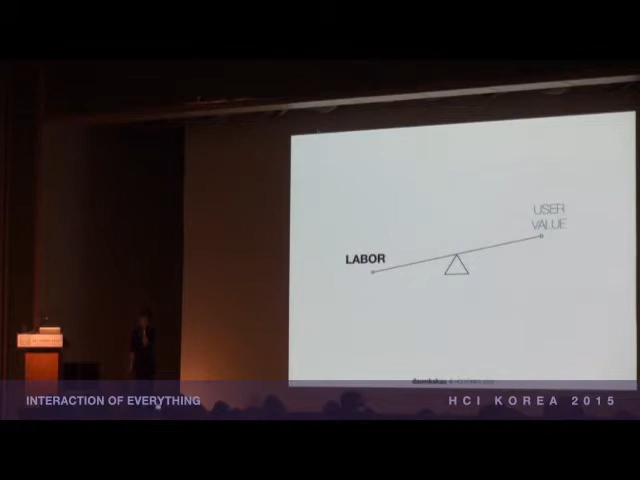 USER
VALUE
LABOR
INTERACTION OF EVERYTHING
HCI KOREA 2015